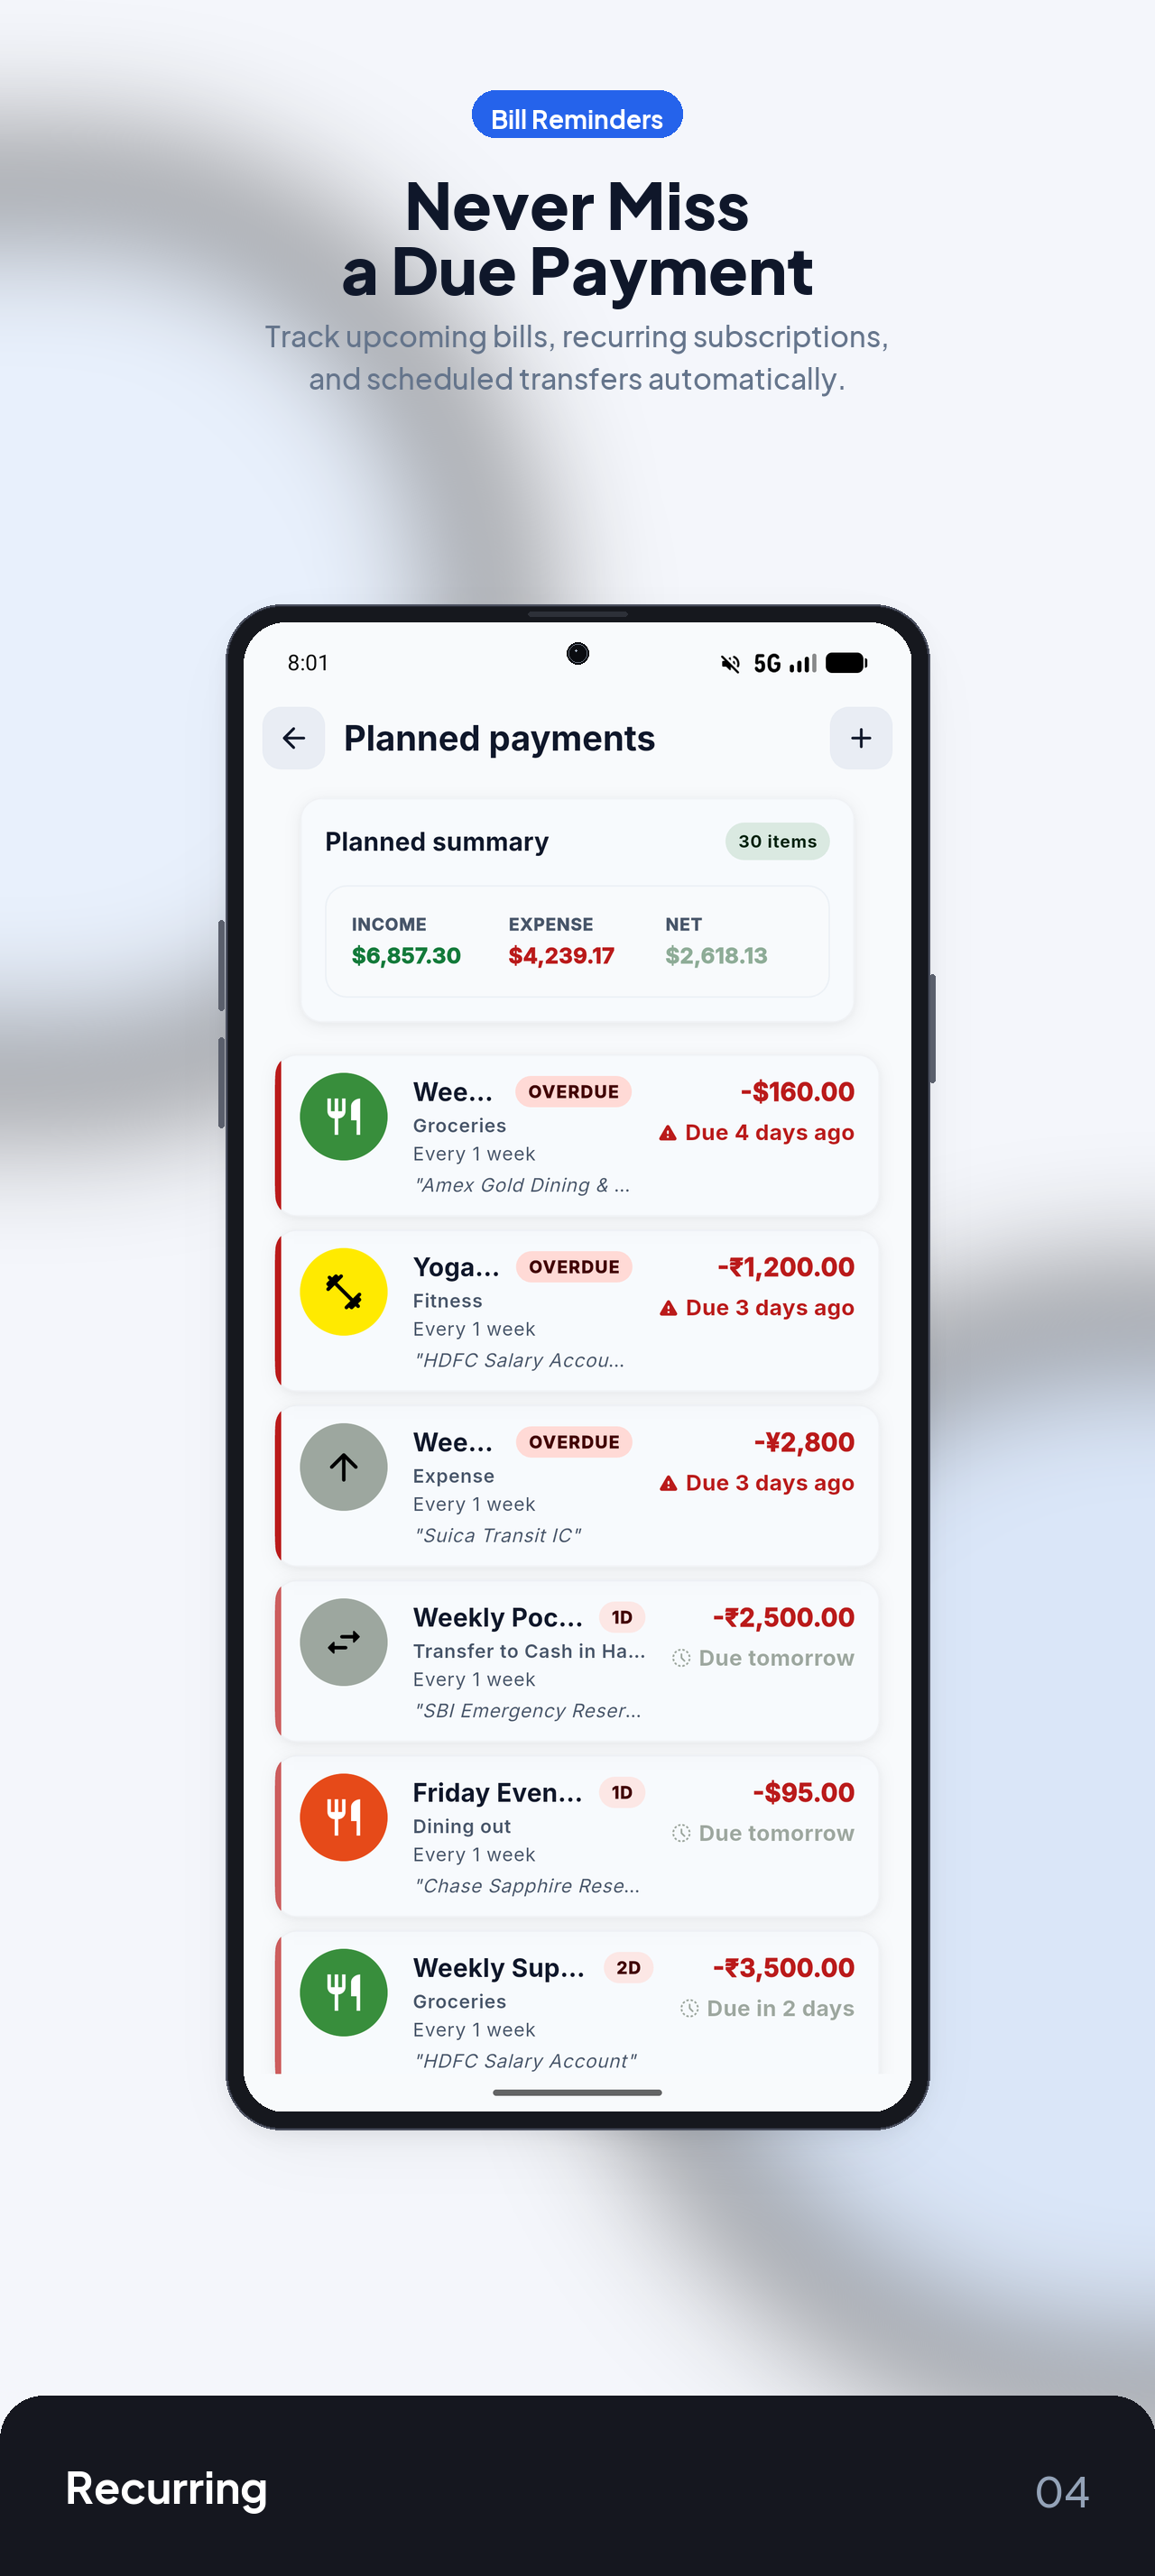 Bill Reminders
Never Miss
a Due Payment
Track upcoming bills, recurring subscriptions,
and scheduled transfers automatically.
8:01
5G
Planned payments
Planned summary
30 items
INCOME EXPENSE NET
$6,857.30 $4,239.17 $2,618.13
Wee... OVERDUE -$160.00
Groceries Due 4 days ago
Every 1 week
"Amex Gold Dining & ...
Yoga... OVERDUE -₹1,200.00
Fitness Due 3 days ago
Every 1 week
"HDFC Salary Accou...
Wee... OVERDUE -¥2,800
Expense Due 3 days ago
Every 1 week
"Suica Transit IC"
Weekly Poc... 1D -₹2,500.00
Transfer to Cash in Ha... Due tomorrow
Every 1 week
"SBI Emergency Reser...
Friday Even... 1D -$95.00
Dining out Due tomorrow
Every 1 week
"Chase Sapphire Rese...
Weekly Sup... 2D -₹3,500.00
Groceries Due in 2 days
Every 1 week
"HDFC Salary Account"
Recurring
04